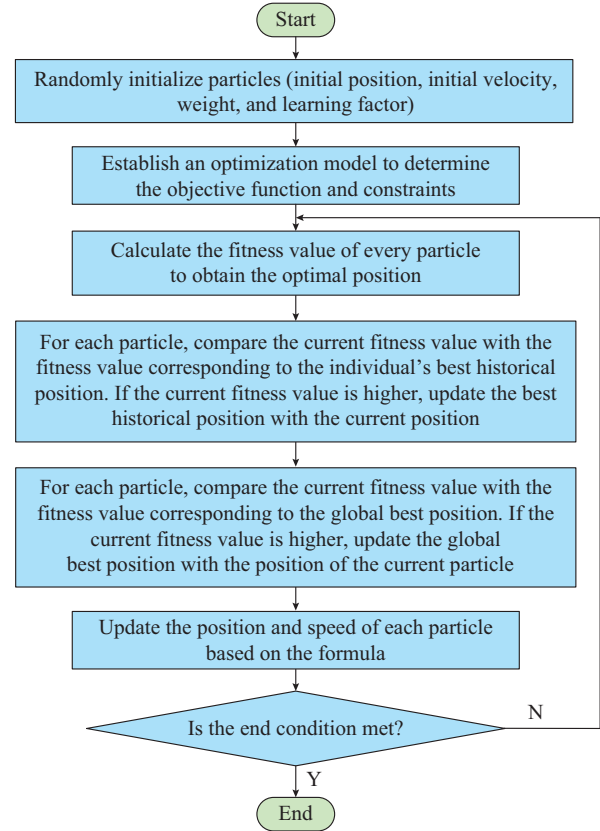 Start
Randomly initialize particles (initial position, initial velocity,
weight, and learning factor)
Establish an optimization model to determine
the objective function and constraints
Calculate the fitness value of every particle
to obtain the optimal position
For each particle, compare the current fitness value with the
fitness value corresponding to the individual’s best historical
position. If the current fitness value is higher, update the best
historical position with the current position
For each particle, compare the current fitness value with the
fitness value corresponding to the global best position. If the
current fitness value is higher, update the global
best position with the position of the current particle
Update the position and speed of each particle
based on the formula
Is the end condition met?
N
Y
End